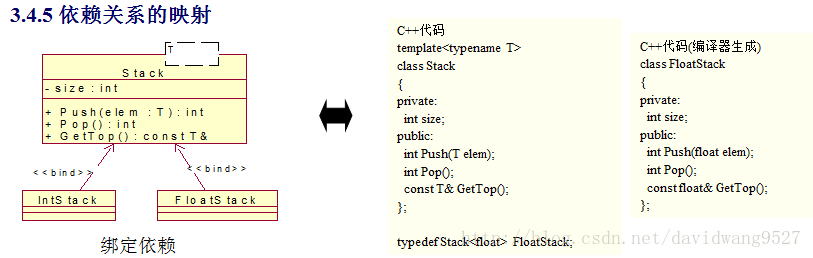 3.4.5 依赖关系的映射
T
Stack
- size : int
+ Push(elem : T) : int
+ Pop() : int
+ GetTop() : const T&
<<bind>>
<<bind>>
IntStack
FloatStack
绑定依赖
C++代码
template<typename T>
class Stack
{
private:
int size;
public:
int Push(T elem);
int Pop();
const T& GetTop();
};
typedef Stack<float> FloatStack;
C++代码(编译器生成)
class FloatStack
{
private:
int size;
public:
int Push(float elem);
int Pop();
const float& GetTop();
};
http://blog.csdn.net/davidwang9527